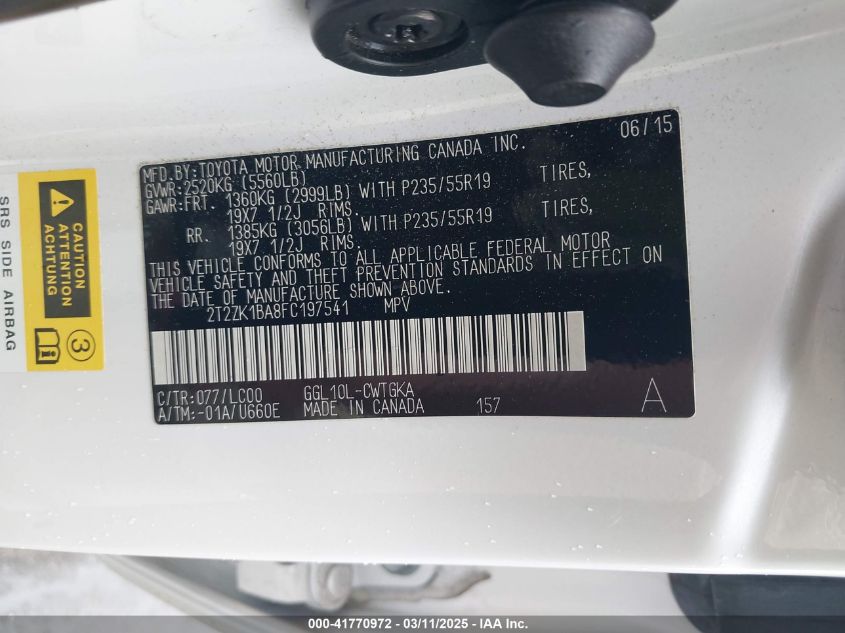 06/15
MFD.BY:TOYOTA MOTOR MANUFACTURING CANADA INC.
GVWR:2520KG (5560LB)
GAWR:FRT. 1360KG (2999LB) WITH P235/55R19 TIRES,
19X7 1/2J RIMS.
RR. 1385KG (3056LB) WITH P235/55R19 TIRES,
19X7 1/2J RIMS.
THIS VEHICLE CONFORMS TO ALL APPLICABLE FEDERAL MOTOR
VEHICLE SAFETY AND THEFT PREVENTION STANDARDS IN EFFECT ON
THE DATE OF MANUFACTURE SHOWN ABOVE.
2T2ZK1BA8FC197541 MPV
C/TR:077/LC00 GGL10L-CWTGKA
A/TM:-01A/U660E MADE IN CANADA 157 A
CAUTION
ATTENTION
ACHTUNG
3
SRS SIDE AIRBAG
000-41770972 - 03/11/2025 - IAA Inc.